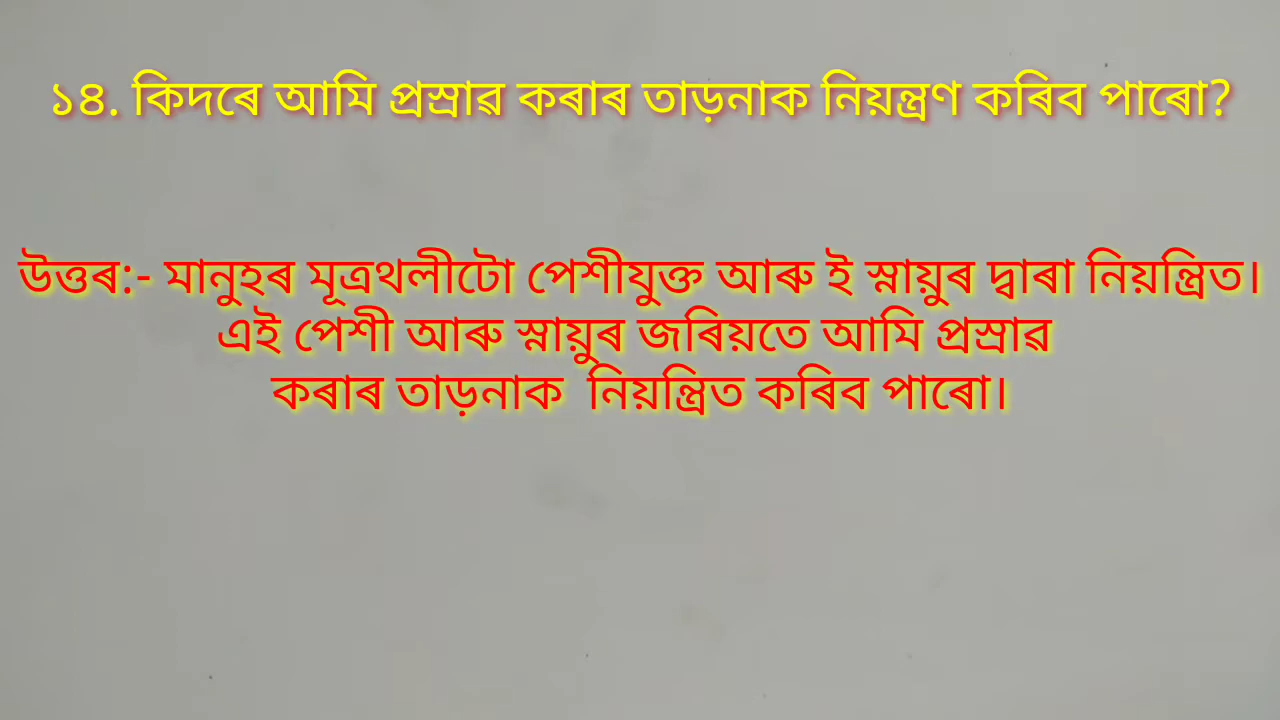 ১৪. কিদৰে আমি প্ৰস্ৰাৱ কৰাৰ তাড়নাক নিয়ন্ত্ৰণ কৰিব পাৰো?
উত্তৰ:- মানুহৰ মূত্ৰথলীটো পেশীযুক্ত আৰু ই স্নায়ুৰ দ্বাৰা নিয়ন্ত্ৰিত।
এই পেশী আৰু স্নায়ুৰ জৰিয়তে আমি প্ৰস্ৰাৱ
কৰাৰ তাড়নাক নিয়ন্ত্ৰিত কৰিব পাৰো।